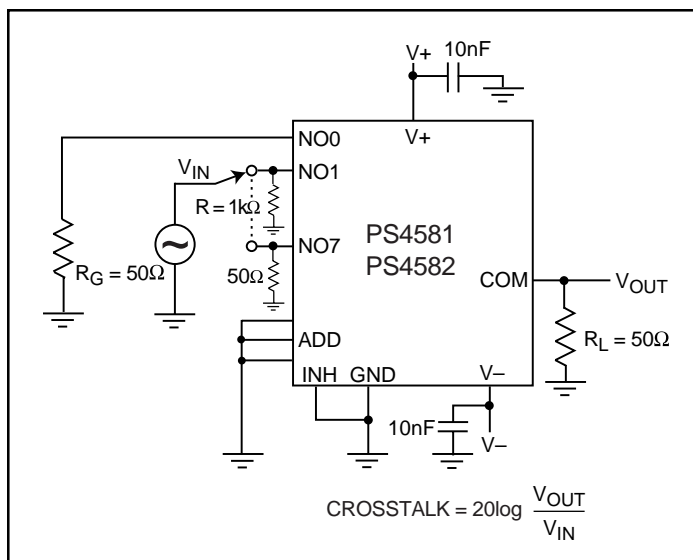 V+
10nF
V+
NO0
V_IN
NO1
R = 1kΩ
NO7
50Ω
R_G = 50Ω
PS4581
PS4582
COM
V_OUT
R_L = 50Ω
ADD
INH
GND
V–
10nF
V–
CROSSTALK = 20log V_OUT / V_IN